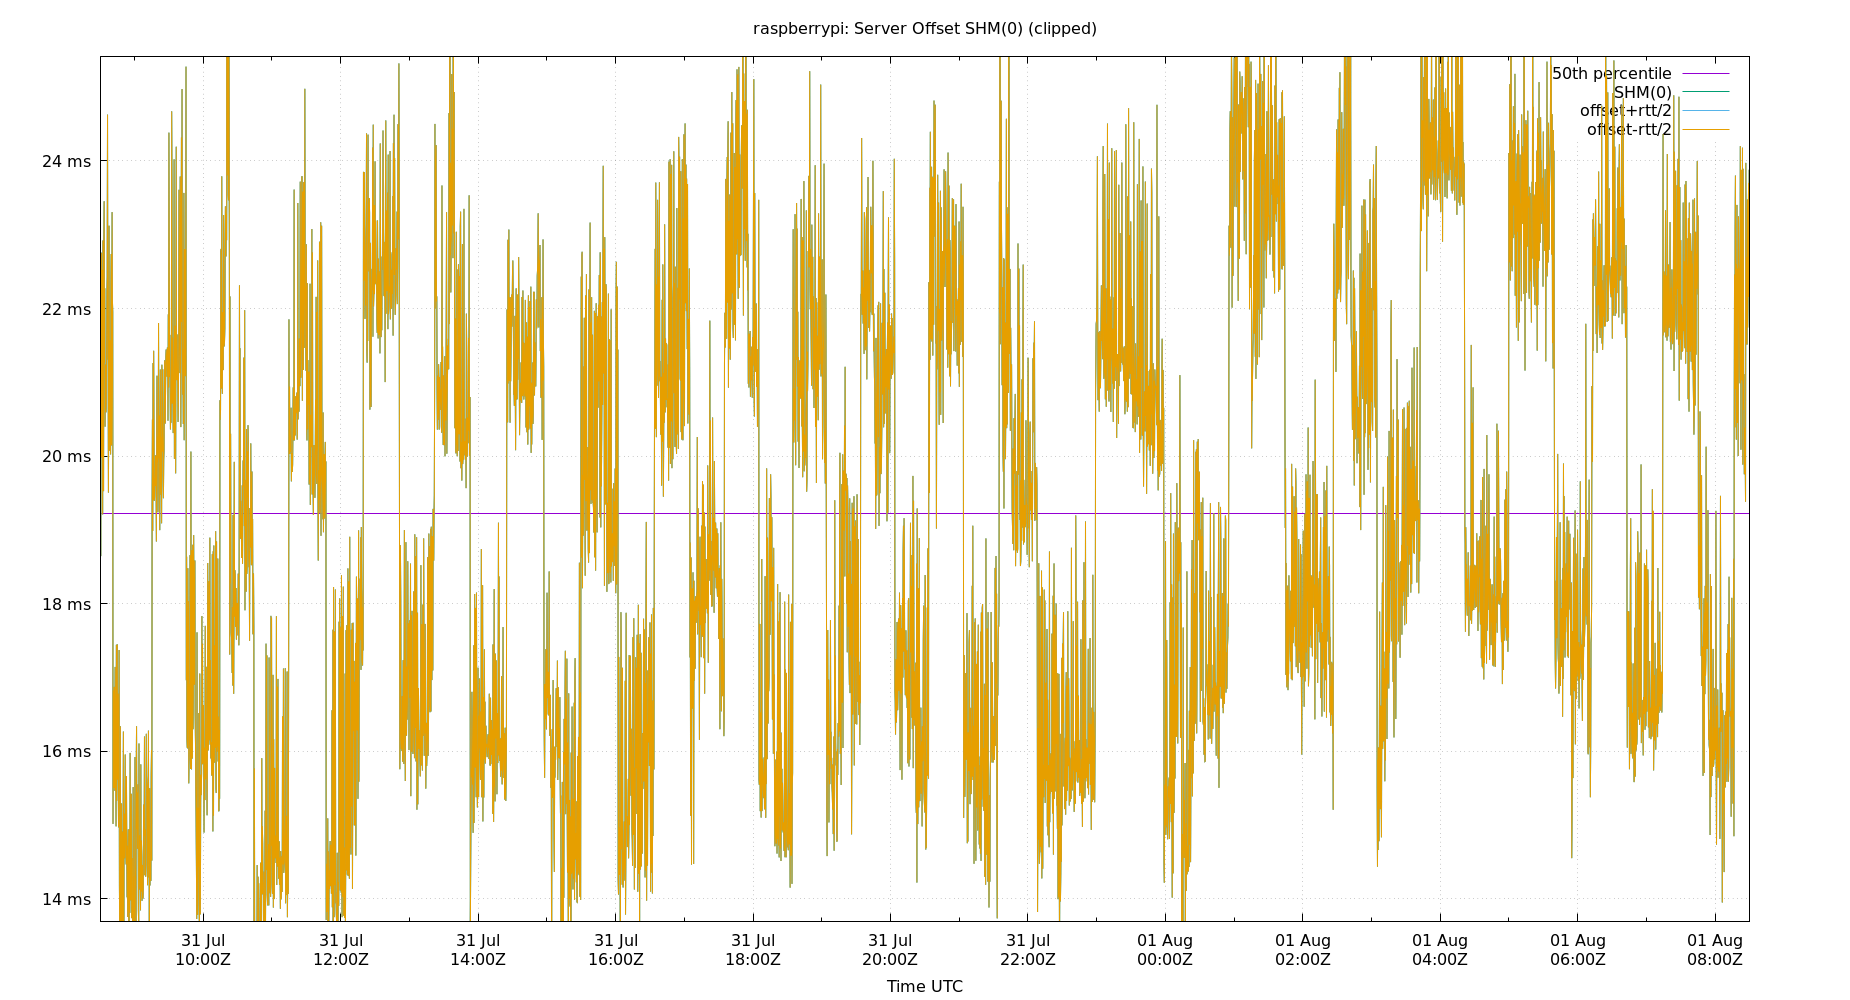 raspberrypi: Server Offset SHM(0) (clipped)
50th percentile
SHM(0)
offset+rtt/2
offset-rtt/2
24 ms
22 ms
20 ms
18 ms
16 ms
14 ms
31 Jul 31 Jul 31 Jul 31 Jul 31 Jul 31 Jul 31 Jul 01 Aug 01 Aug 01 Aug 01 Aug 01 Aug
10:00Z 12:00Z 14:00Z 16:00Z 18:00Z 20:00Z 22:00Z 00:00Z 02:00Z 04:00Z 06:00Z 08:00Z
Time UTC